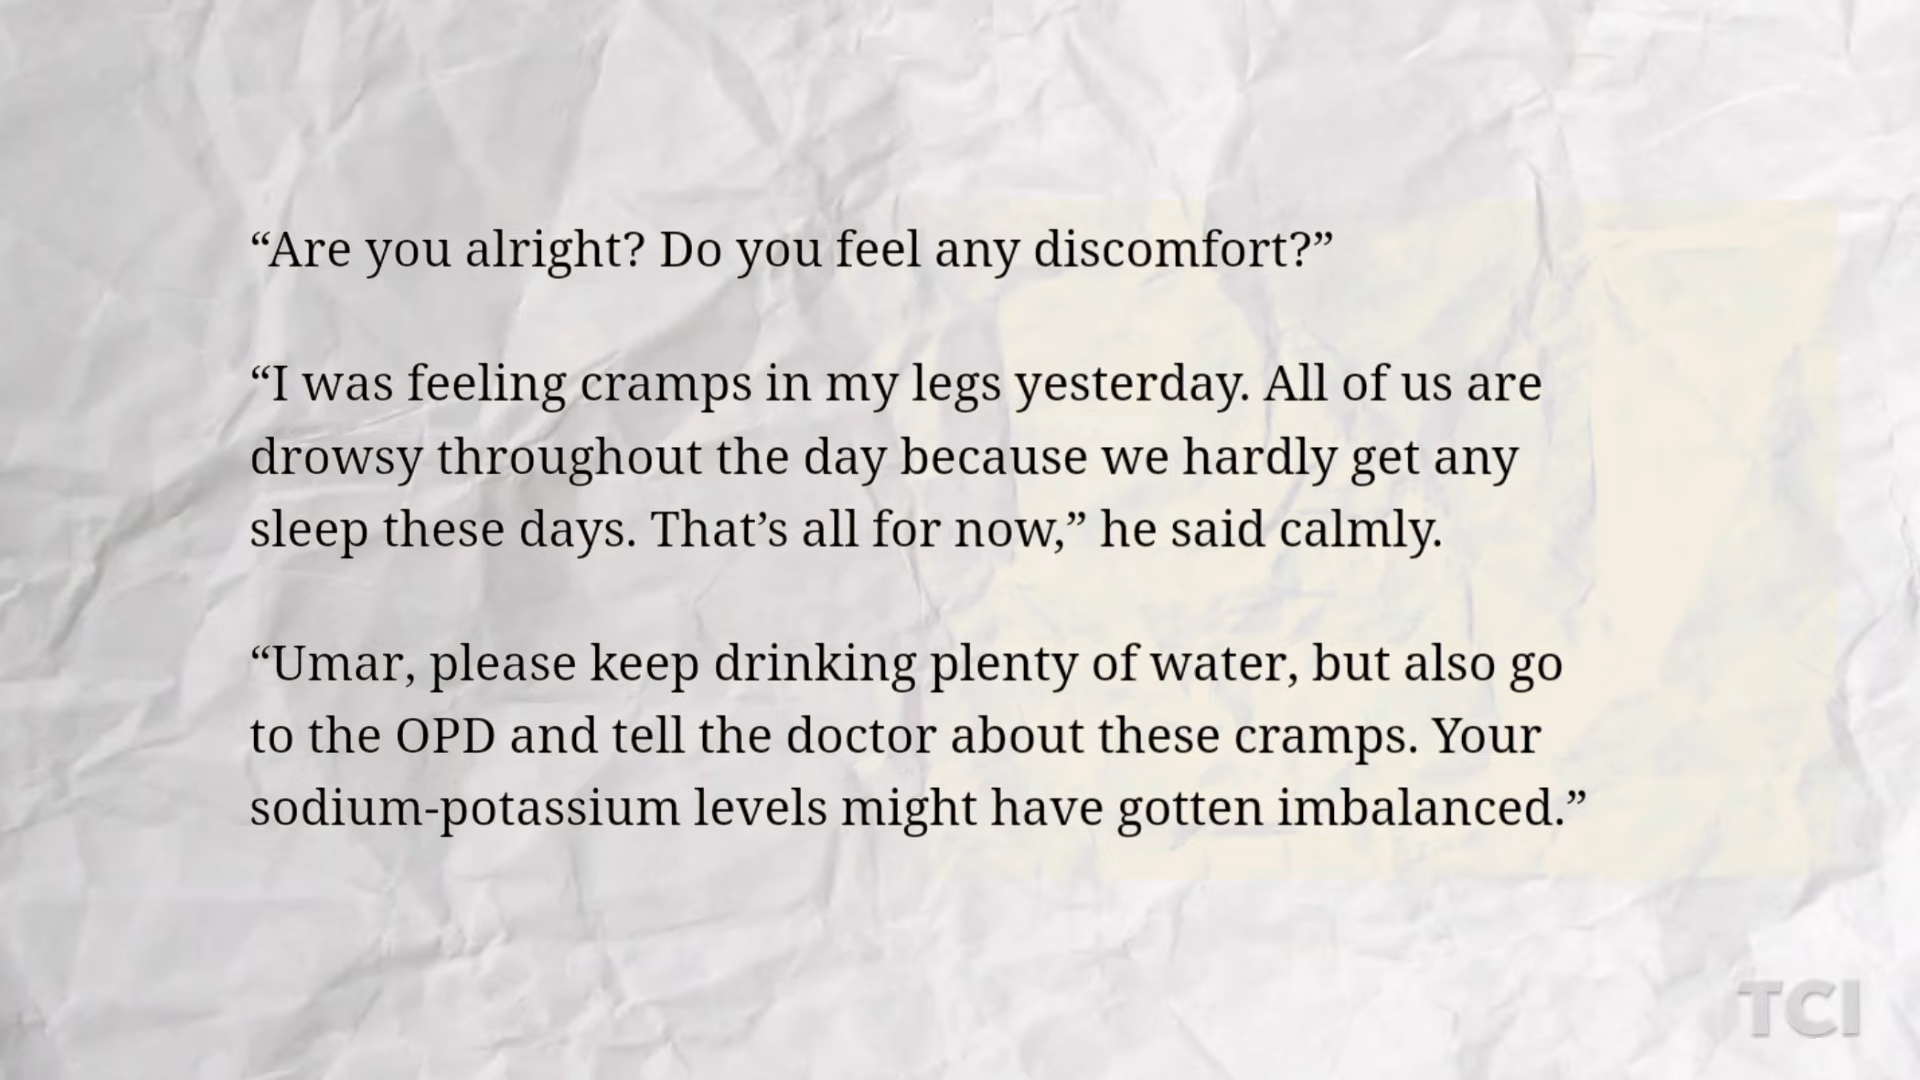 “Are you alright? Do you feel any discomfort?”
“I was feeling cramps in my legs yesterday. All of us are
drowsy throughout the day because we hardly get any
sleep these days. That’s all for now,” he said calmly.
“Umar, please keep drinking plenty of water, but also go
to the OPD and tell the doctor about these cramps. Your
sodium-potassium levels might have gotten imbalanced.”
TCI